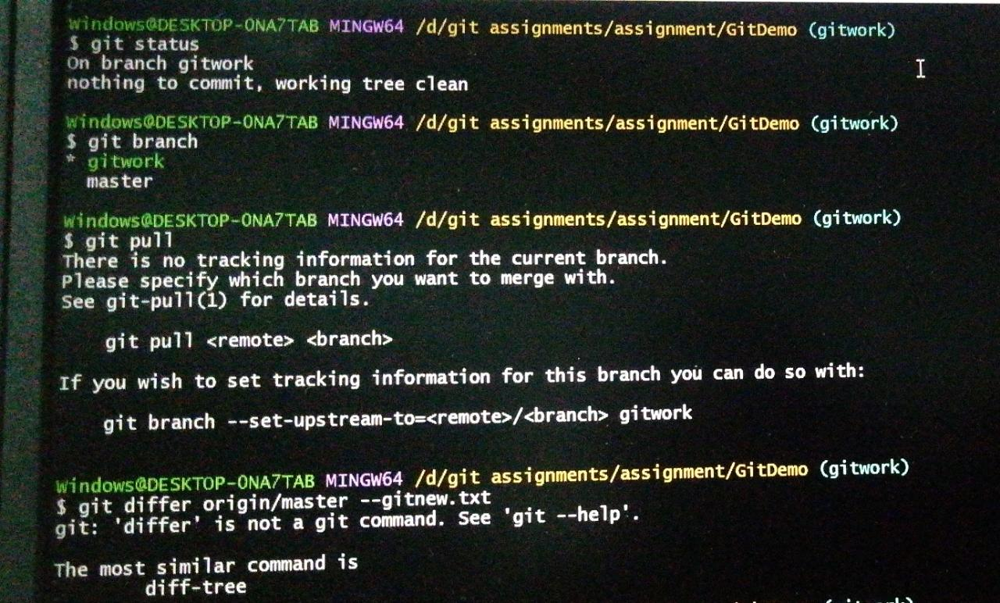 Windows@DESKTOP-0NA7TAB MINGW64 /d/git assignments/assignment/GitDemo (gitwork)
$ git status
On branch gitwork
nothing to commit, working tree clean
Windows@DESKTOP-0NA7TAB MINGW64 /d/git assignments/assignment/GitDemo (gitwork)
$ git branch
* gitwork
master
Windows@DESKTOP-0NA7TAB MINGW64 /d/git assignments/assignment/GitDemo (gitwork)
$ git pull
There is no tracking information for the current branch.
Please specify which branch you want to merge with.
See git-pull(1) for details.
git pull <remote> <branch>
If you wish to set tracking information for this branch you can do so with:
git branch --set-upstream-to=<remote>/<branch> gitwork
Windows@DESKTOP-0NA7TAB MINGW64 /d/git assignments/assignment/GitDemo (gitwork)
$ git differ origin/master --gitnew.txt
git: 'differ' is not a git command. See 'git --help'.
The most similar command is
diff-tree